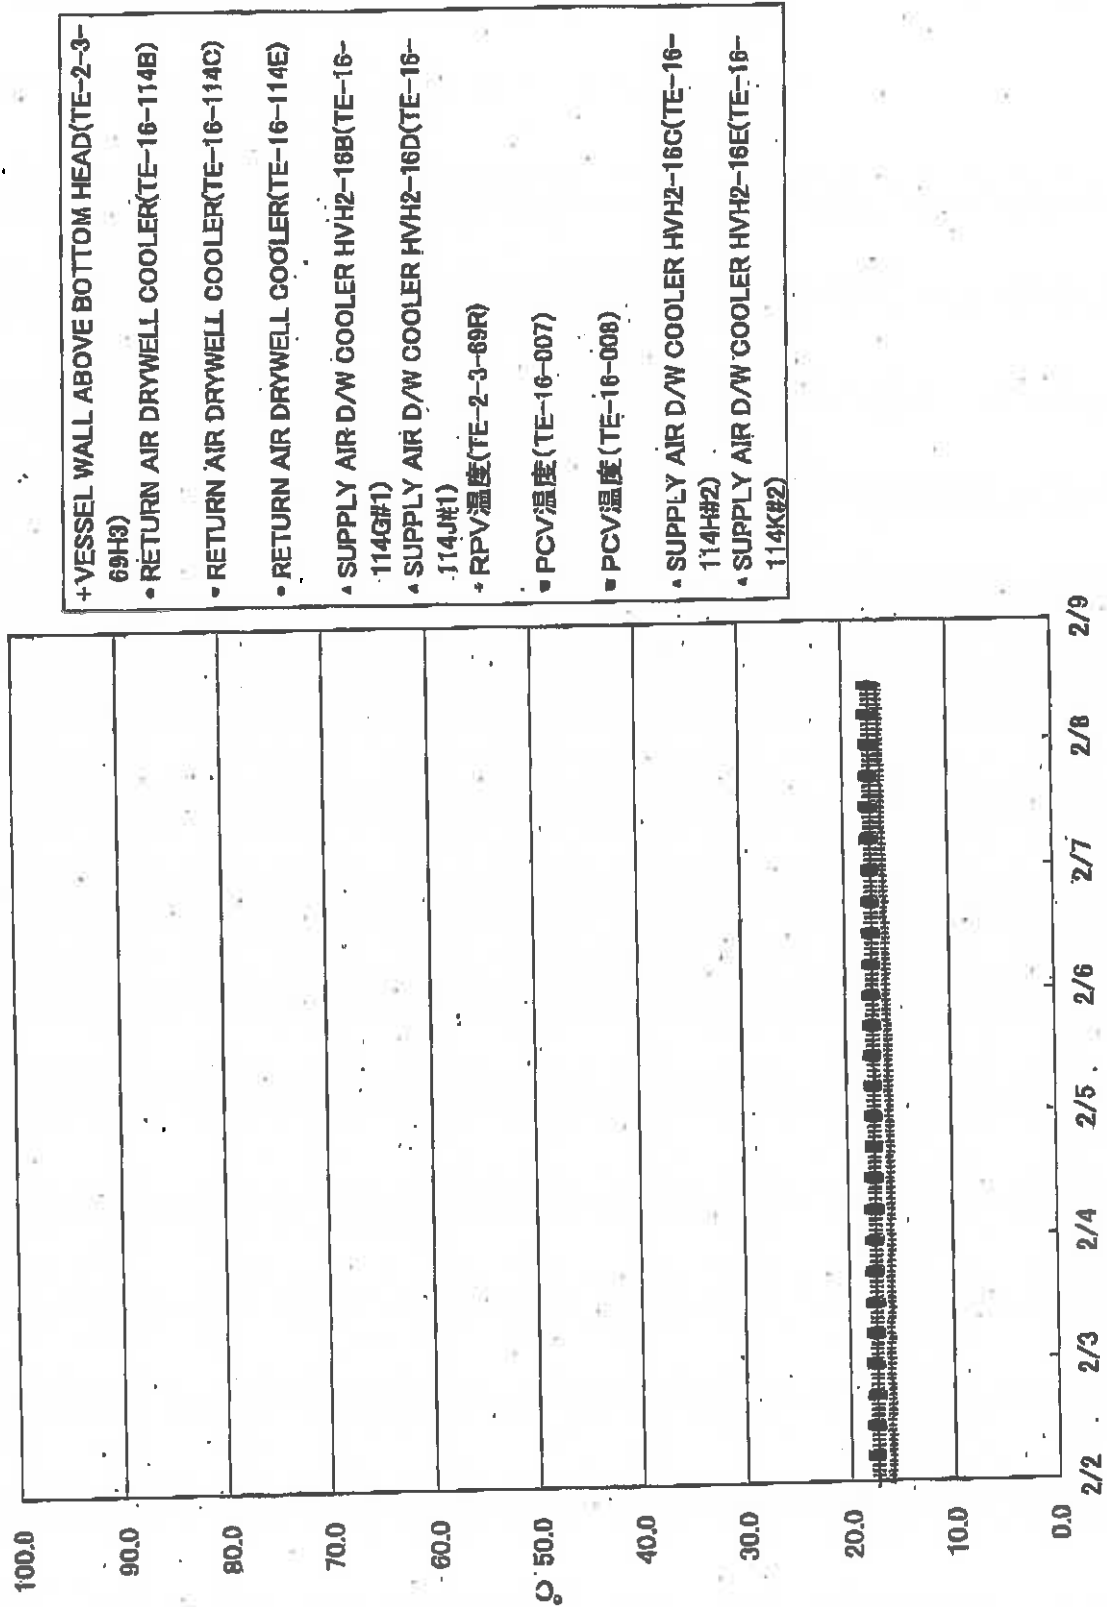 +VESSEL WALL ABOVE BOTTOM HEAD(TE-2-3-
69H3)
RETURN AIR DRYWELL COOLER(TE-16-114B)
RETURN AIR DRYWELL COOLER(TE-16-114C)
RETURN AIR DRYWELL COOLER(TE-16-114E)
SUPPLY AIR D/W COOLER HVH2-16B(TE-16-
114G#1)
SUPPLY AIR D/W COOLER HVH2-16D(TE-16-
114J#1)
RPV温度(TE-2-3-69R)
PCV温度(TE-16-007)
PCV温度(TE-16-008)
SUPPLY AIR D/W COOLER HVH2-16C(TE-16-
114H#2)
SUPPLY AIR D/W COOLER HVH2-16E(TE-16-
114K#2)
100.0
90.0
80.0
70.0
60.0
℃ 50.0
40.0
30.0
20.0
10.0
0.0
2/2
2/3
2/4
2/5
2/6
2/7
2/8
2/9